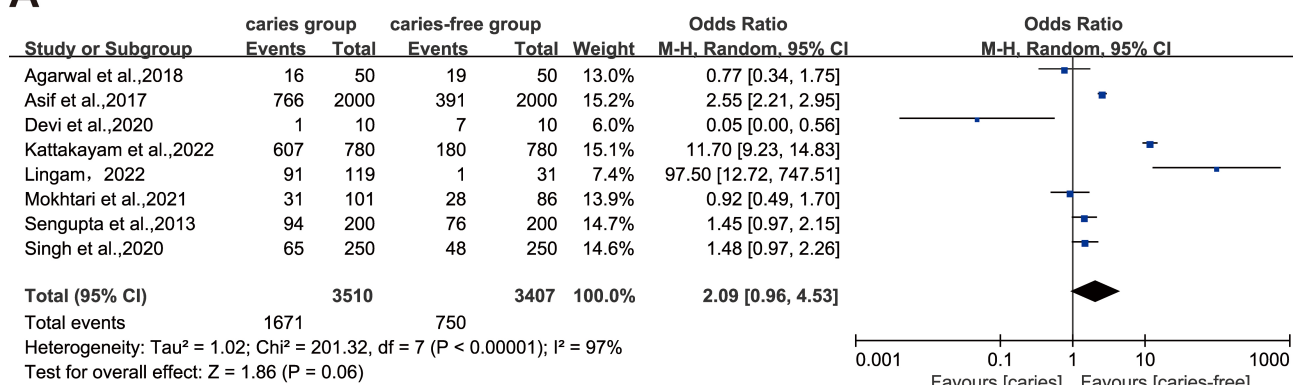 A
caries group caries-free group Odds Ratio Odds Ratio
Study or Subgroup Events Total Events Total Weight M-H, Random, 95% CI M-H, Random, 95% CI
Agarwal et al.,2018 16 50 19 50 13.0% 0.77 [0.34, 1.75]
Asif et al.,2017 766 2000 391 2000 15.2% 2.55 [2.21, 2.95]
Devi et al.,2020 1 10 7 10 6.0% 0.05 [0.00, 0.56]
Kattakayam et al.,2022 607 780 180 780 15.1% 11.70 [9.23, 14.83]
Lingam，2022 91 119 1 31 7.4% 97.50 [12.72, 747.51]
Mokhtari et al.,2021 31 101 28 86 13.9% 0.92 [0.49, 1.70]
Sengupta et al.,2013 94 200 76 200 14.7% 1.45 [0.97, 2.15]
Singh et al.,2020 65 250 48 250 14.6% 1.48 [0.97, 2.26]
Total (95% CI) 3510 3407 100.0% 2.09 [0.96, 4.53]
Total events 1671 750
Heterogeneity: Tau² = 1.02; Chi² = 201.32, df = 7 (P < 0.00001); I² = 97%
Test for overall effect: Z = 1.86 (P = 0.06)
0.001 0.1 1 10 1000
Favours [caries] Favours [caries-free]